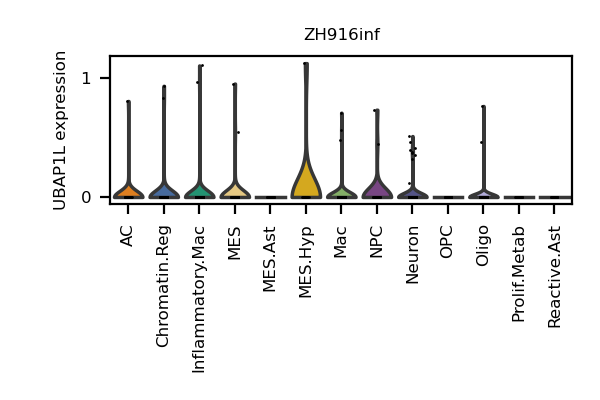 ZH916inf
UBAP1L expression
1
0
AC
Chromatin.Reg
Inflammatory.Mac
MES
MES.Ast
MES.Hyp
Mac
NPC
Neuron
OPC
Oligo
Prolif.Metab
Reactive.Ast